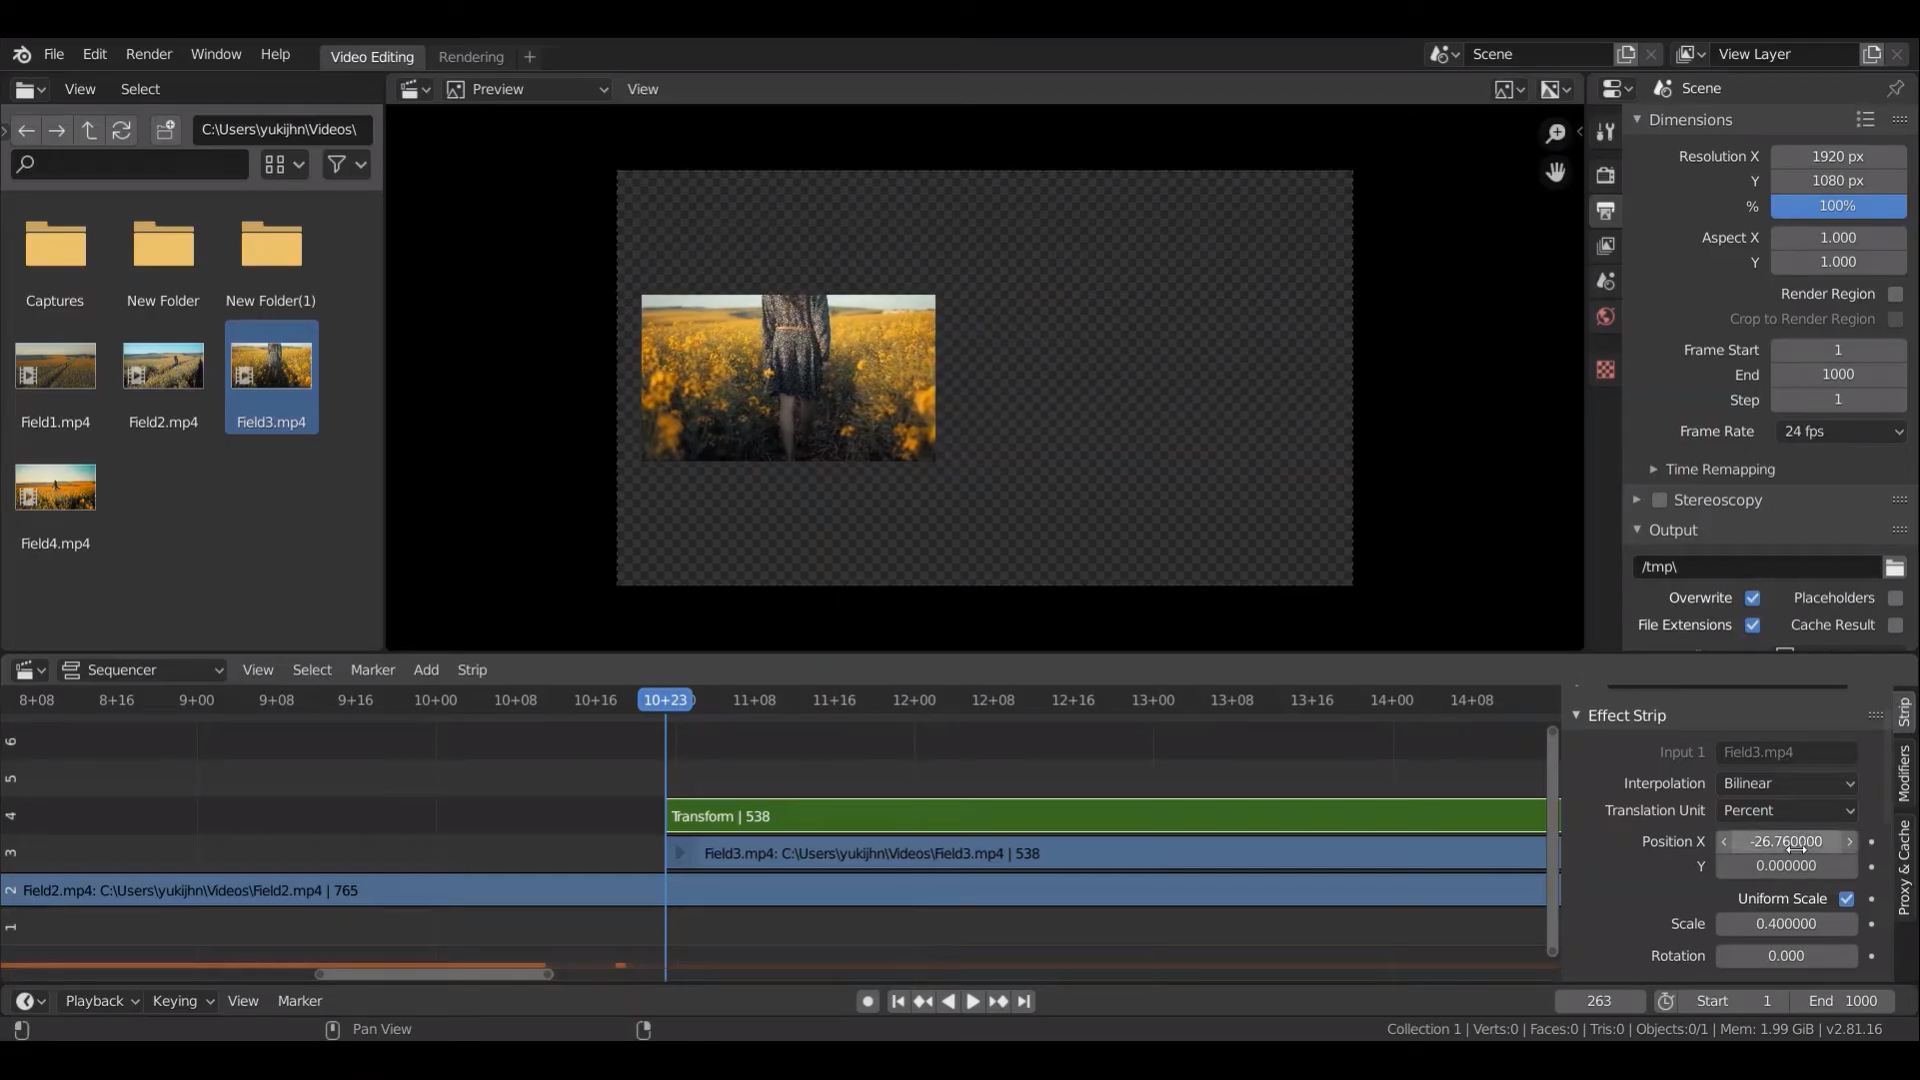 File Edit Render Window Help Video Editing Rendering + Scene View Layer
View Select Preview View Scene
C:\Users\yukijhn\Videos\
Dimensions
Resolution X 1920 px
Y 1080 px
% 100%
Aspect X 1.000
Y 1.000
Render Region
Crop to Render Region
Frame Start 1
End 1000
Step 1
Frame Rate 24 fps
Time Remapping
Stereoscopy
Output
/tmp\
Overwrite Placeholders
File Extensions Cache Result
Captures New Folder New Folder(1)
Field1.mp4 Field2.mp4 Field3.mp4
Field4.mp4
Sequencer View Select Marker Add Strip
8+08 8+16 9+00 9+08 9+16 10+00 10+08 10+16 10+23 11+08 11+16 12+00 12+08 12+16 13+00 13+08 13+16 14+00 14+08
6
5
4 Transform | 538
3 Field3.mp4: C:\Users\yukijhn\Videos\Field3.mp4 | 538
2 Field2.mp4: C:\Users\yukijhn\Videos\Field2.mp4 | 765
1
Effect Strip
Input 1 Field3.mp4
Interpolation Bilinear
Translation Unit Percent
Position X -26.760000
Y 0.000000
Uniform Scale
Scale 0.400000
Rotation 0.000
Strip
Modifiers
Proxy & Cache
Playback Keying View Marker 263 Start 1 End 1000
Pan View Collection 1 | Verts:0 | Faces:0 | Tris:0 | Objects:0/1 | Mem: 1.99 GiB | v2.81.16